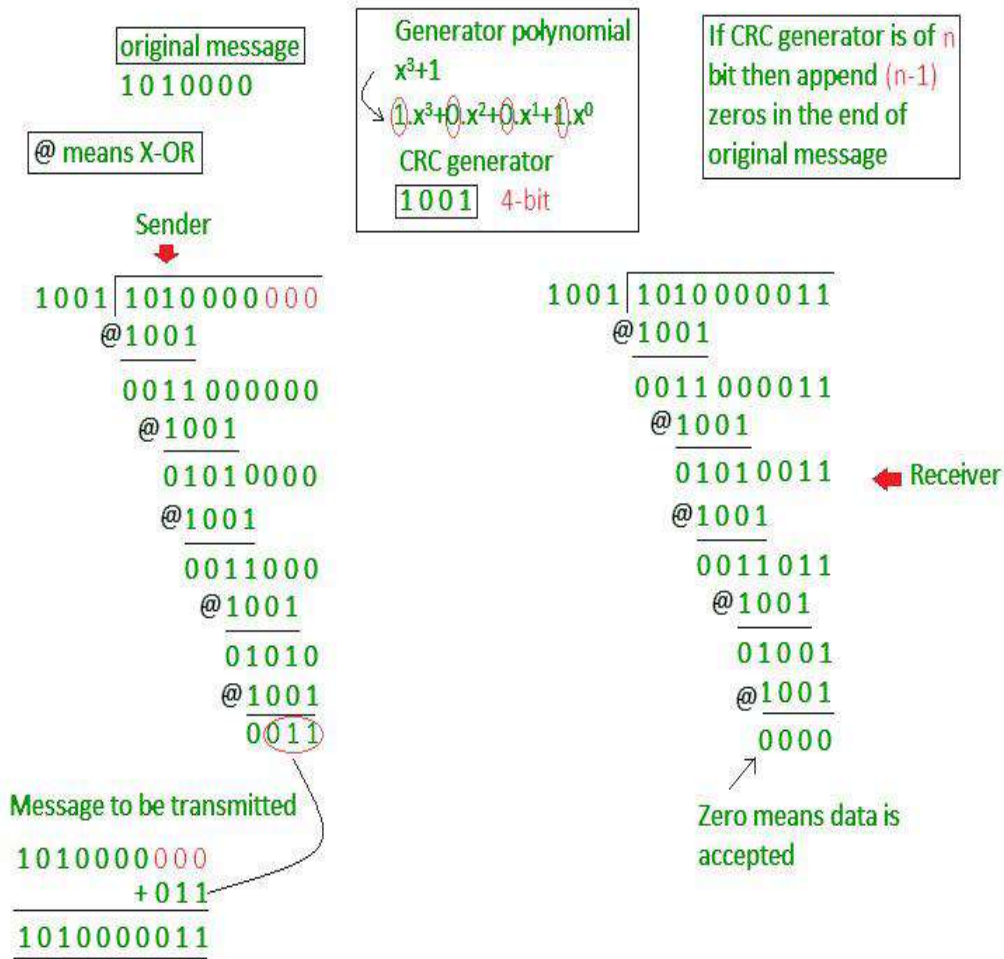 original message
1010000
@ means X-OR
Generator polynomial
x³+1
1.x³+0.x²+0.x¹+1.x⁰
CRC generator
1001 4-bit
If CRC generator is of n
bit then append (n-1)
zeros in the end of
original message
Sender
1001 1010000000
@1001
0011000000
@1001
01010000
@1001
0011000
@1001
01010
@1001
0011
Message to be transmitted
1010000000
+011
1010000011
1001 1010000011
@1001
0011000011
@1001
01010011
Receiver
@1001
0011011
@1001
01001
@1001
0000
Zero means data is
accepted